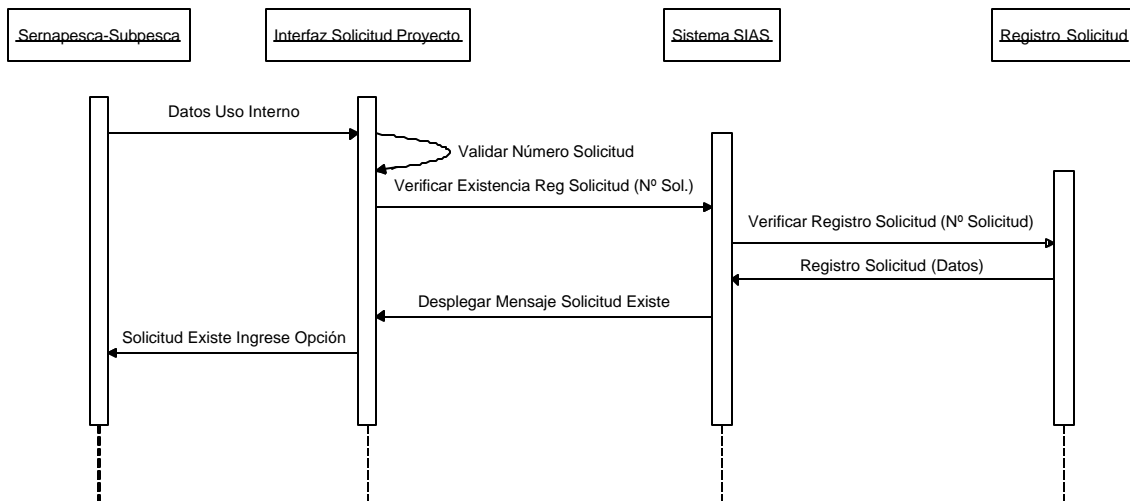 Sernapesca-Subpesca
Interfaz Solicitud Proyecto
Sistema SIAS
Registro Solicitud
Datos Uso Interno
Validar Número Solicitud
Verificar Existencia Reg Solicitud (Nº Sol.)
Verificar Registro Solicitud (Nº Solicitud)
Registro Solicitud (Datos)
Desplegar Mensaje Solicitud Existe
Solicitud Existe Ingrese Opción